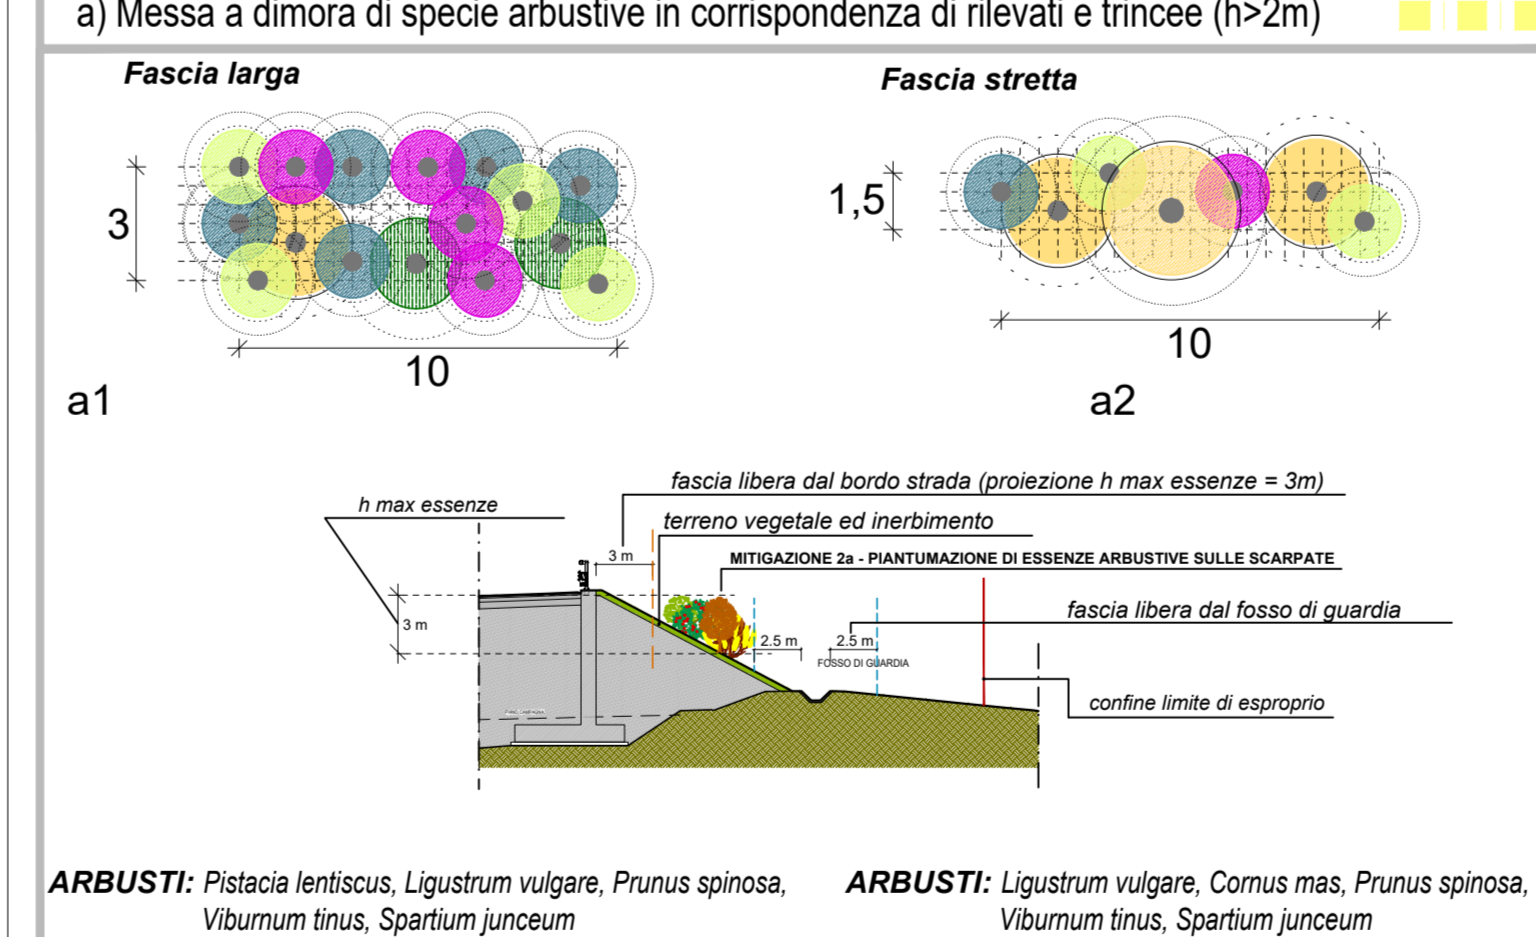 a) Messa a dimora di specie arbustive in corrispondenza di rilevati e trincee (h>2m)
Fascia larga
Fascia stretta
3
10
a1
1,5
10
a2
fascia libera dal bordo strada (proiezione h max essenze = 3m)
h max essenze
terreno vegetale ed inerbimento
3 m
MITIGAZIONE 2a - PIANTUMAZIONE DI ESSENZE ARBUSTIVE SULLE SCARPATE
fascia libera dal fosso di guardia
3 m
2.5 m
2.5 m
FOSSO DI GUARDIA
confine limite di esproprio
ARBUSTI: Pistacia lentiscus, Ligustrum vulgare, Prunus spinosa,
Viburnum tinus, Spartium junceum
ARBUSTI: Ligustrum vulgare, Cornus mas, Prunus spinosa,
Viburnum tinus, Spartium junceum